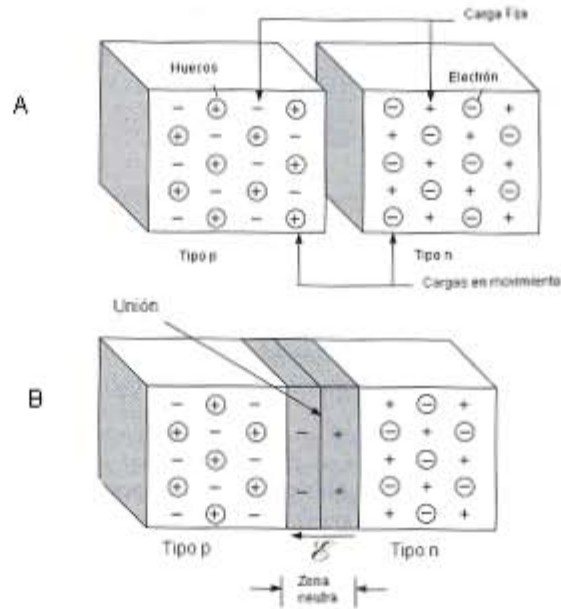 Carga Fija
Huecos
Electrón
A
Tipo p
Tipo n
Cargas en movimiento
Unión
B
Tipo p
Tipo n
Zona
neutra